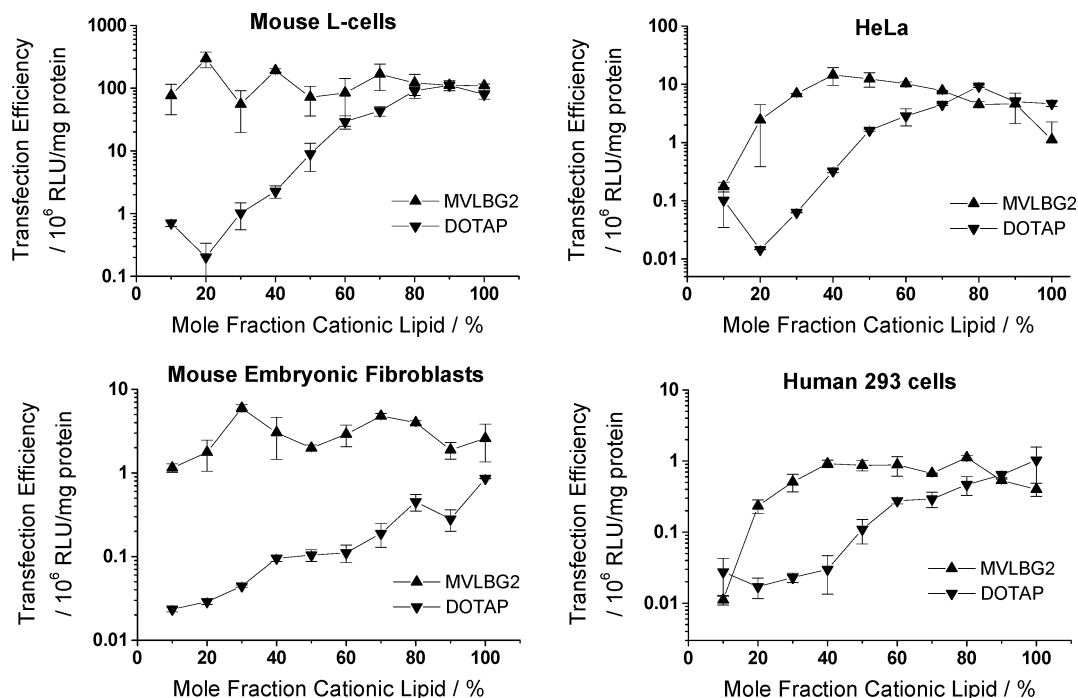 Mouse L-cells
1000
100
10
1
0.1
Transfection Efficiency
/ 10⁶ RLU/mg protein
MVLBG2
DOTAP
0 20 40 60 80 100
Mole Fraction Cationic Lipid / %
HeLa
100
10
1
0.1
0.01
Transfection Efficiency
/ 10⁶ RLU/mg protein
MVLBG2
DOTAP
0 20 40 60 80 100
Mole Fraction Cationic Lipid / %
Mouse Embryonic Fibroblasts
10
1
0.1
0.01
Transfection Efficiency
/ 10⁶ RLU/mg protein
MVLBG2
DOTAP
0 20 40 60 80 100
Mole Fraction Cationic Lipid / %
Human 293 cells
10
1
0.1
0.01
Transfection Efficiency
/ 10⁶ RLU/mg protein
MVLBG2
DOTAP
0 20 40 60 80 100
Mole Fraction Cationic Lipid / %